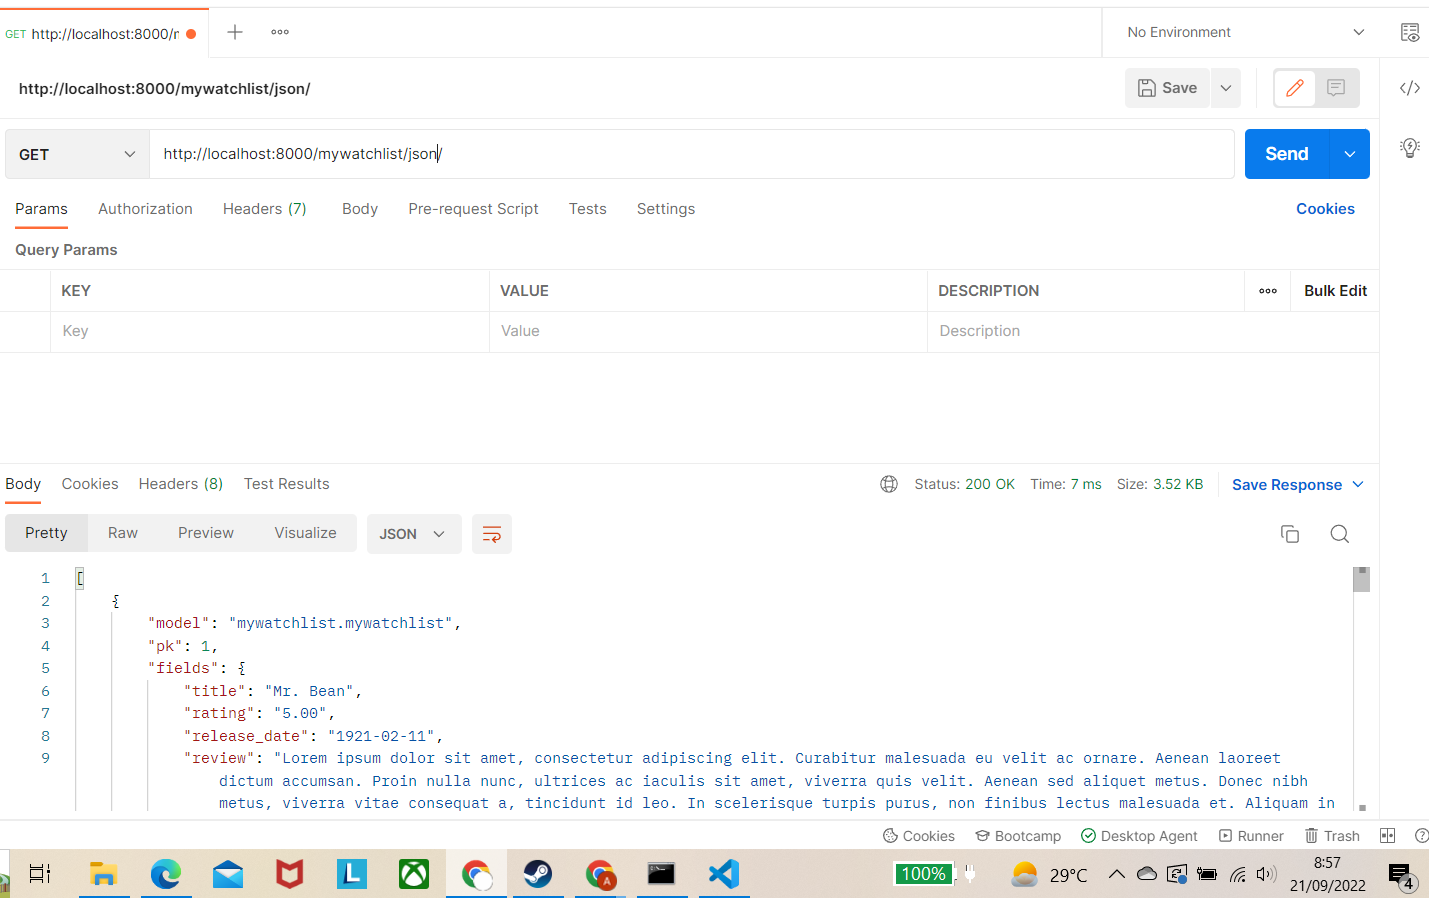 GET http://localhost:8000/m
No Environment
http://localhost:8000/mywatchlist/json/
Save
GET http://localhost:8000/mywatchlist/json/ Send
Params Authorization Headers (7) Body Pre-request Script Tests Settings Cookies
Query Params
KEY VALUE DESCRIPTION Bulk Edit
Key Value Description
Body Cookies Headers (8) Test Results Status: 200 OK Time: 7 ms Size: 3.52 KB Save Response
Pretty Raw Preview Visualize JSON
1 [
2 {
3 "model": "mywatchlist.mywatchlist",
4 "pk": 1,
5 "fields": {
6 "title": "Mr. Bean",
7 "rating": "5.00",
8 "release_date": "1921-02-11",
9 "review": "Lorem ipsum dolor sit amet, consectetur adipiscing elit. Curabitur malesuada eu velit ac ornare. Aenean laoreet
dictum accumsan. Proin nulla nunc, ultrices ac iaculis sit amet, viverra quis velit. Aenean sed aliquet metus. Donec nibh
metus, viverra vitae consequat a, tincidunt id leo. In scelerisque turpis purus, non finibus lectus malesuada et. Aliquam in
Cookies Bootcamp Desktop Agent Runner Trash
L A 100% 29°C 8:57
21/09/2022 4